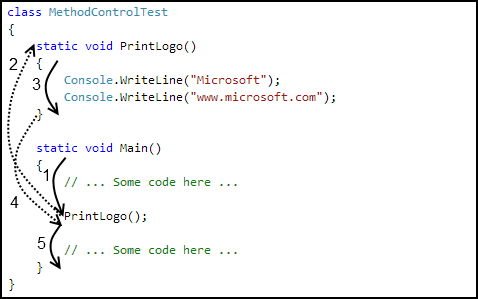 class MethodControlTest
{
static void PrintLogo()
2
{
3
Console.WriteLine("Microsoft");
Console.WriteLine("www.microsoft.com");
}
static void Main()
{
1
// ... Some code here ...
4
PrintLogo();
5
// ... Some code here ...
}
}